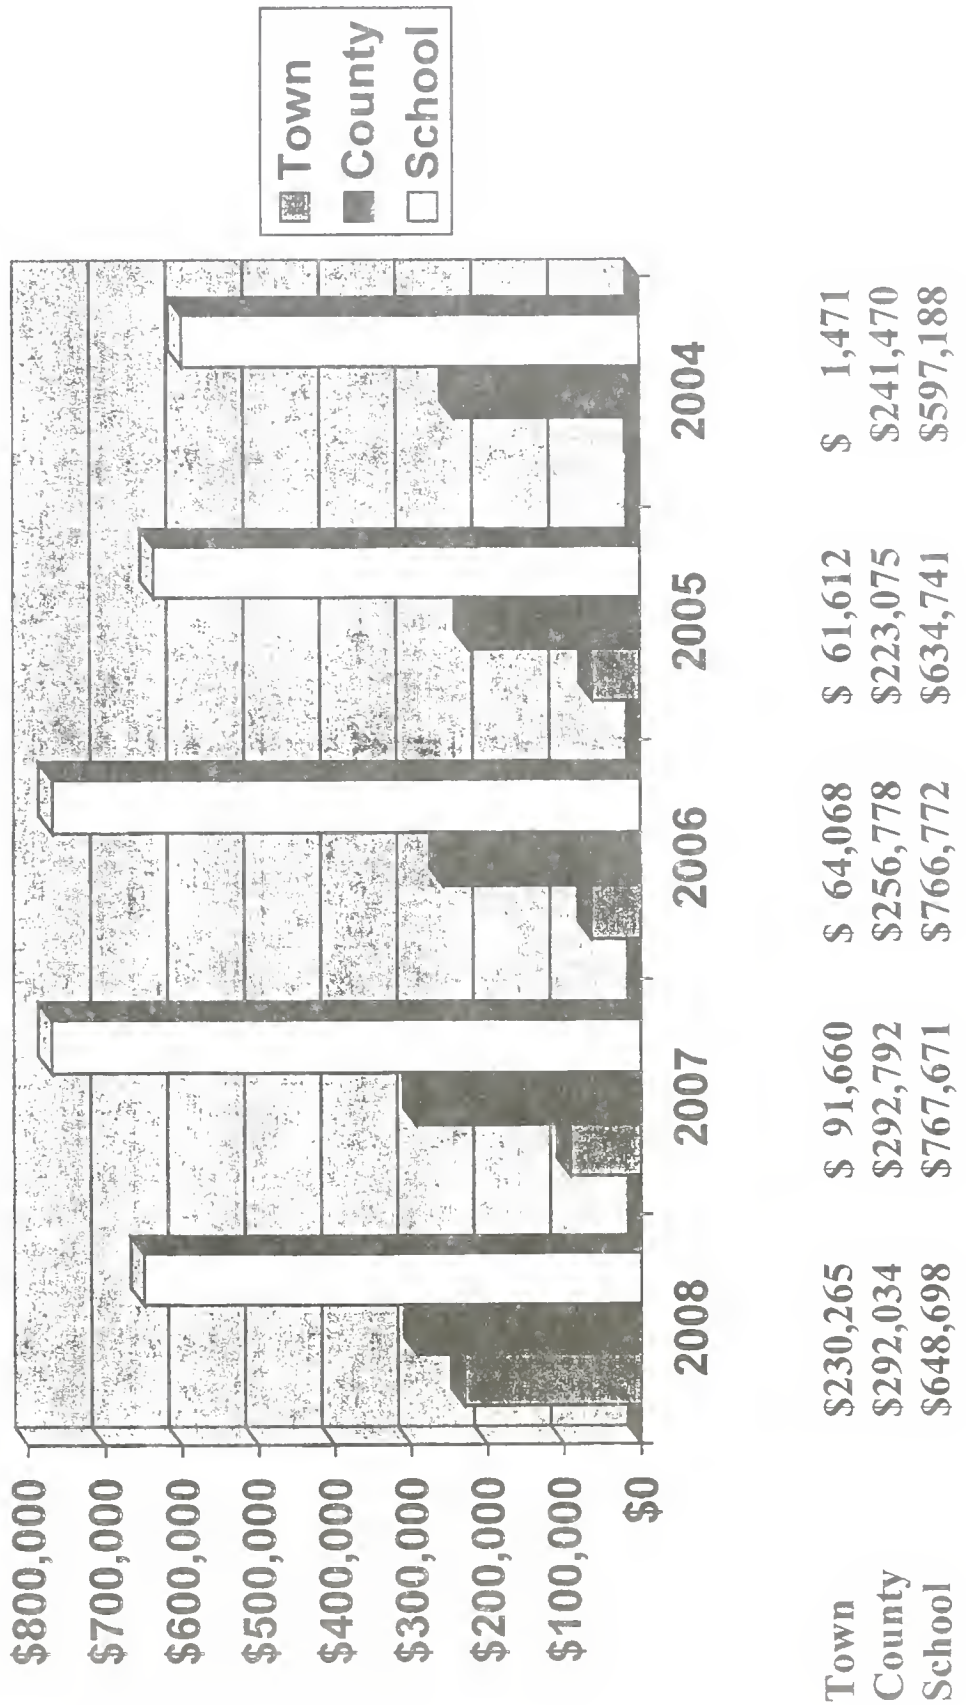 $800,000
$700,000
$600,000
$500,000
$400,000
$300,000
$200,000
$100,000
$0
2008 2007 2006 2005 2004
Town
County
School
Town $230,265 $ 91,660 $ 64,068 $ 61,612 $ 1,471
County $292,034 $292,792 $256,778 $223,075 $241,470
School $648,698 $767,671 $766,772 $634,741 $597,188